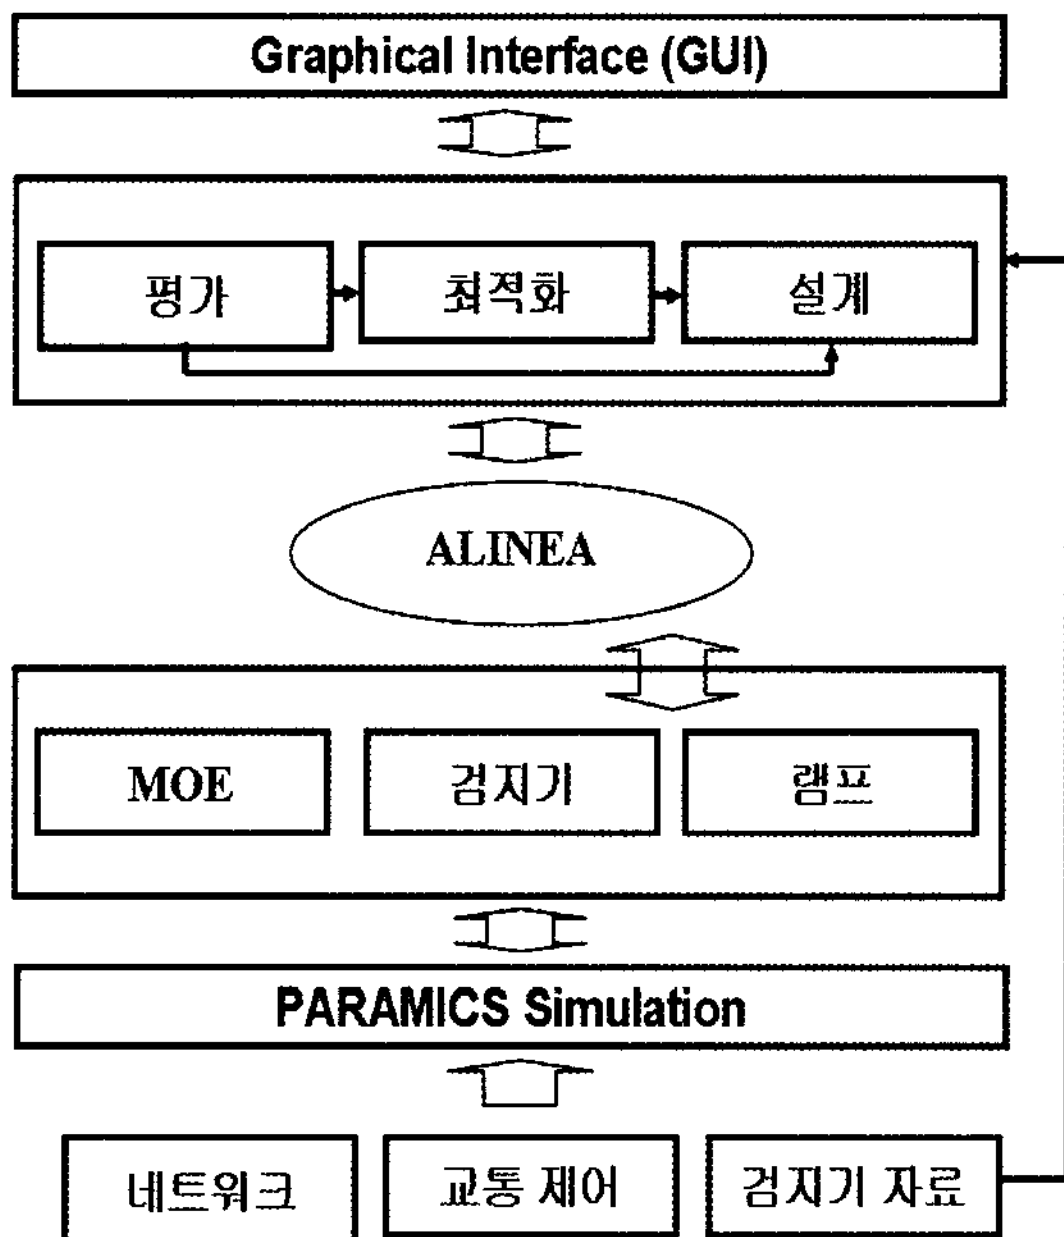 Graphical Interface (GUI)
평가
최적화
설계
ALINEA
MOE
검지기
램프
PARAMICS Simulation
네트워크
교통 제어
검지기 자료